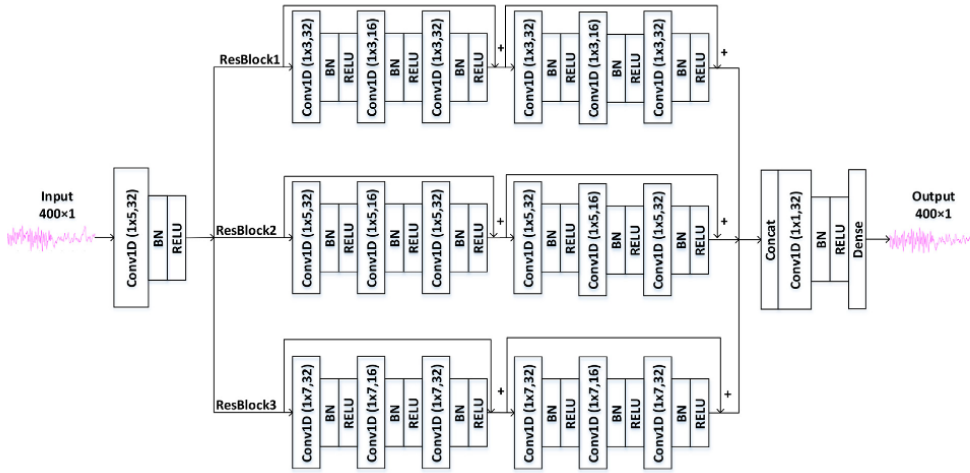 Input
400×1
Conv1D (1x5,32)
BN
RELU
ResBlock1
Conv1D (1x3,32)
BN
RELU
Conv1D (1x3,16)
BN
RELU
Conv1D (1x3,32)
BN
RELU
+
Conv1D (1x3,32)
BN
RELU
Conv1D (1x3,16)
BN
RELU
Conv1D (1x3,32)
BN
RELU
+
ResBlock2
Conv1D (1x5,32)
BN
RELU
Conv1D (1x5,16)
BN
RELU
Conv1D (1x5,32)
BN
RELU
+
Conv1D (1x5,32)
BN
RELU
Conv1D (1x5,16)
BN
RELU
Conv1D (1x5,32)
BN
RELU
+
ResBlock3
Conv1D (1x7,32)
BN
RELU
Conv1D (1x7,16)
BN
RELU
Conv1D (1x7,32)
BN
RELU
+
Conv1D (1x7,32)
BN
RELU
Conv1D (1x7,16)
BN
RELU
Conv1D (1x7,32)
BN
RELU
+
Concat
Conv1D (1x1,32)
BN
RELU
Dense
Output
400×1